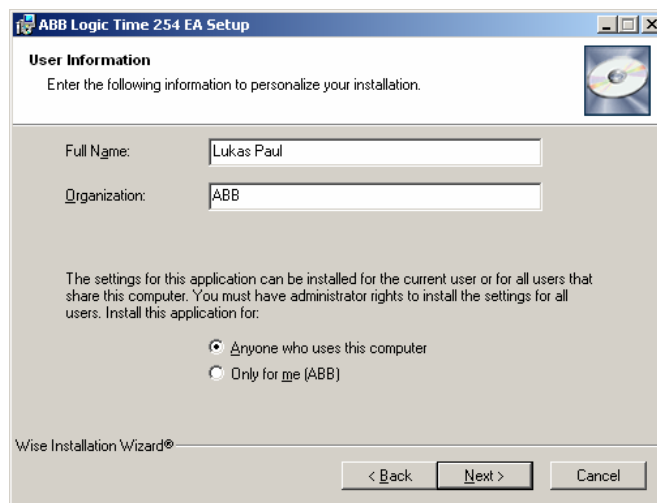 ABB Logic Time 254 EA Setup
User Information
Enter the following information to personalize your installation.
Full Name: Lukas Paul
Organization: ABB
The settings for this application can be installed for the current user or for all users that
share this computer. You must have administrator rights to install the settings for all
users. Install this application for:
Anyone who uses this computer
Only for me (ABB)
Wise Installation Wizard®
< Back Next > Cancel